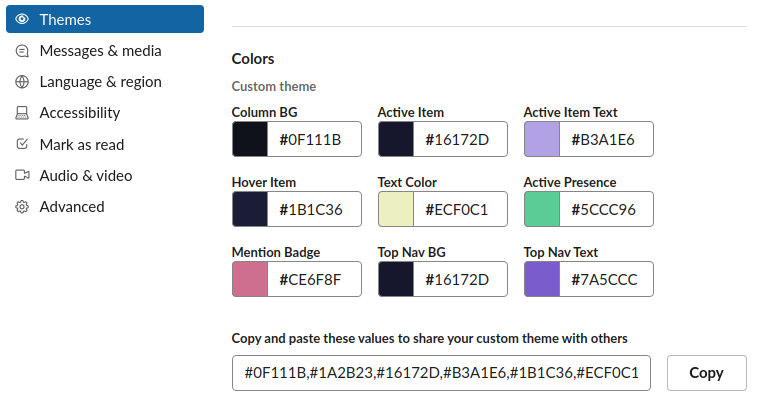 Themes
Messages & media
Language & region
Accessibility
Mark as read
Audio & video
Advanced
Colors
Custom theme
Column BG
Active Item
Active Item Text
#0F111B
#16172D
#B3A1E6
Hover Item
Text Color
Active Presence
#1B1C36
#ECF0C1
#5CCC96
Mention Badge
Top Nav BG
Top Nav Text
#CE6F8F
#16172D
#7A5CCC
Copy and paste these values to share your custom theme with others
#0F111B,#1A2B23,#16172D,#B3A1E6,#1B1C36,#ECF0C1
Copy